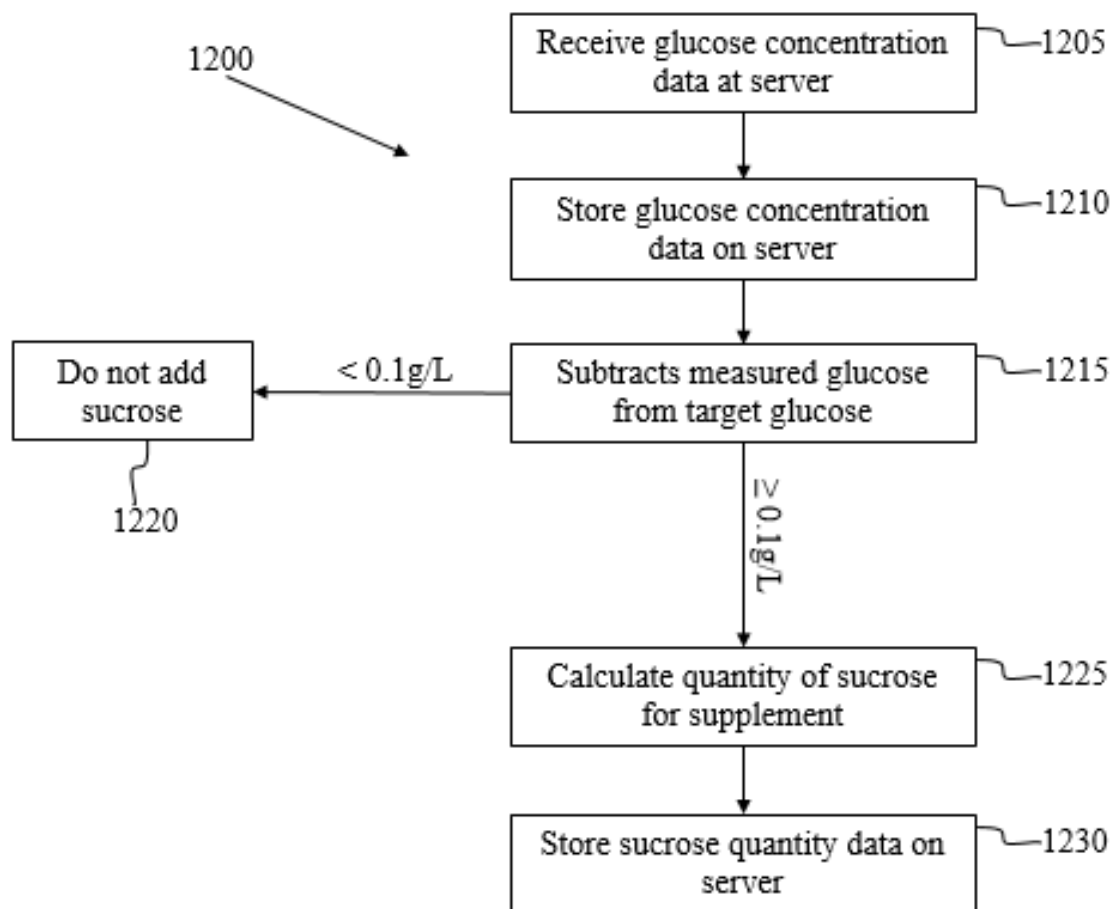 Receive glucose concentration
data at server
1205
1200
Store glucose concentration
data on server
1210
Do not add
sucrose
< 0.1g/L
Subtracts measured glucose
from target glucose
1215
1220
≥0.1g/L
Calculate quantity of sucrose
for supplement
1225
Store sucrose quantity data on
server
1230